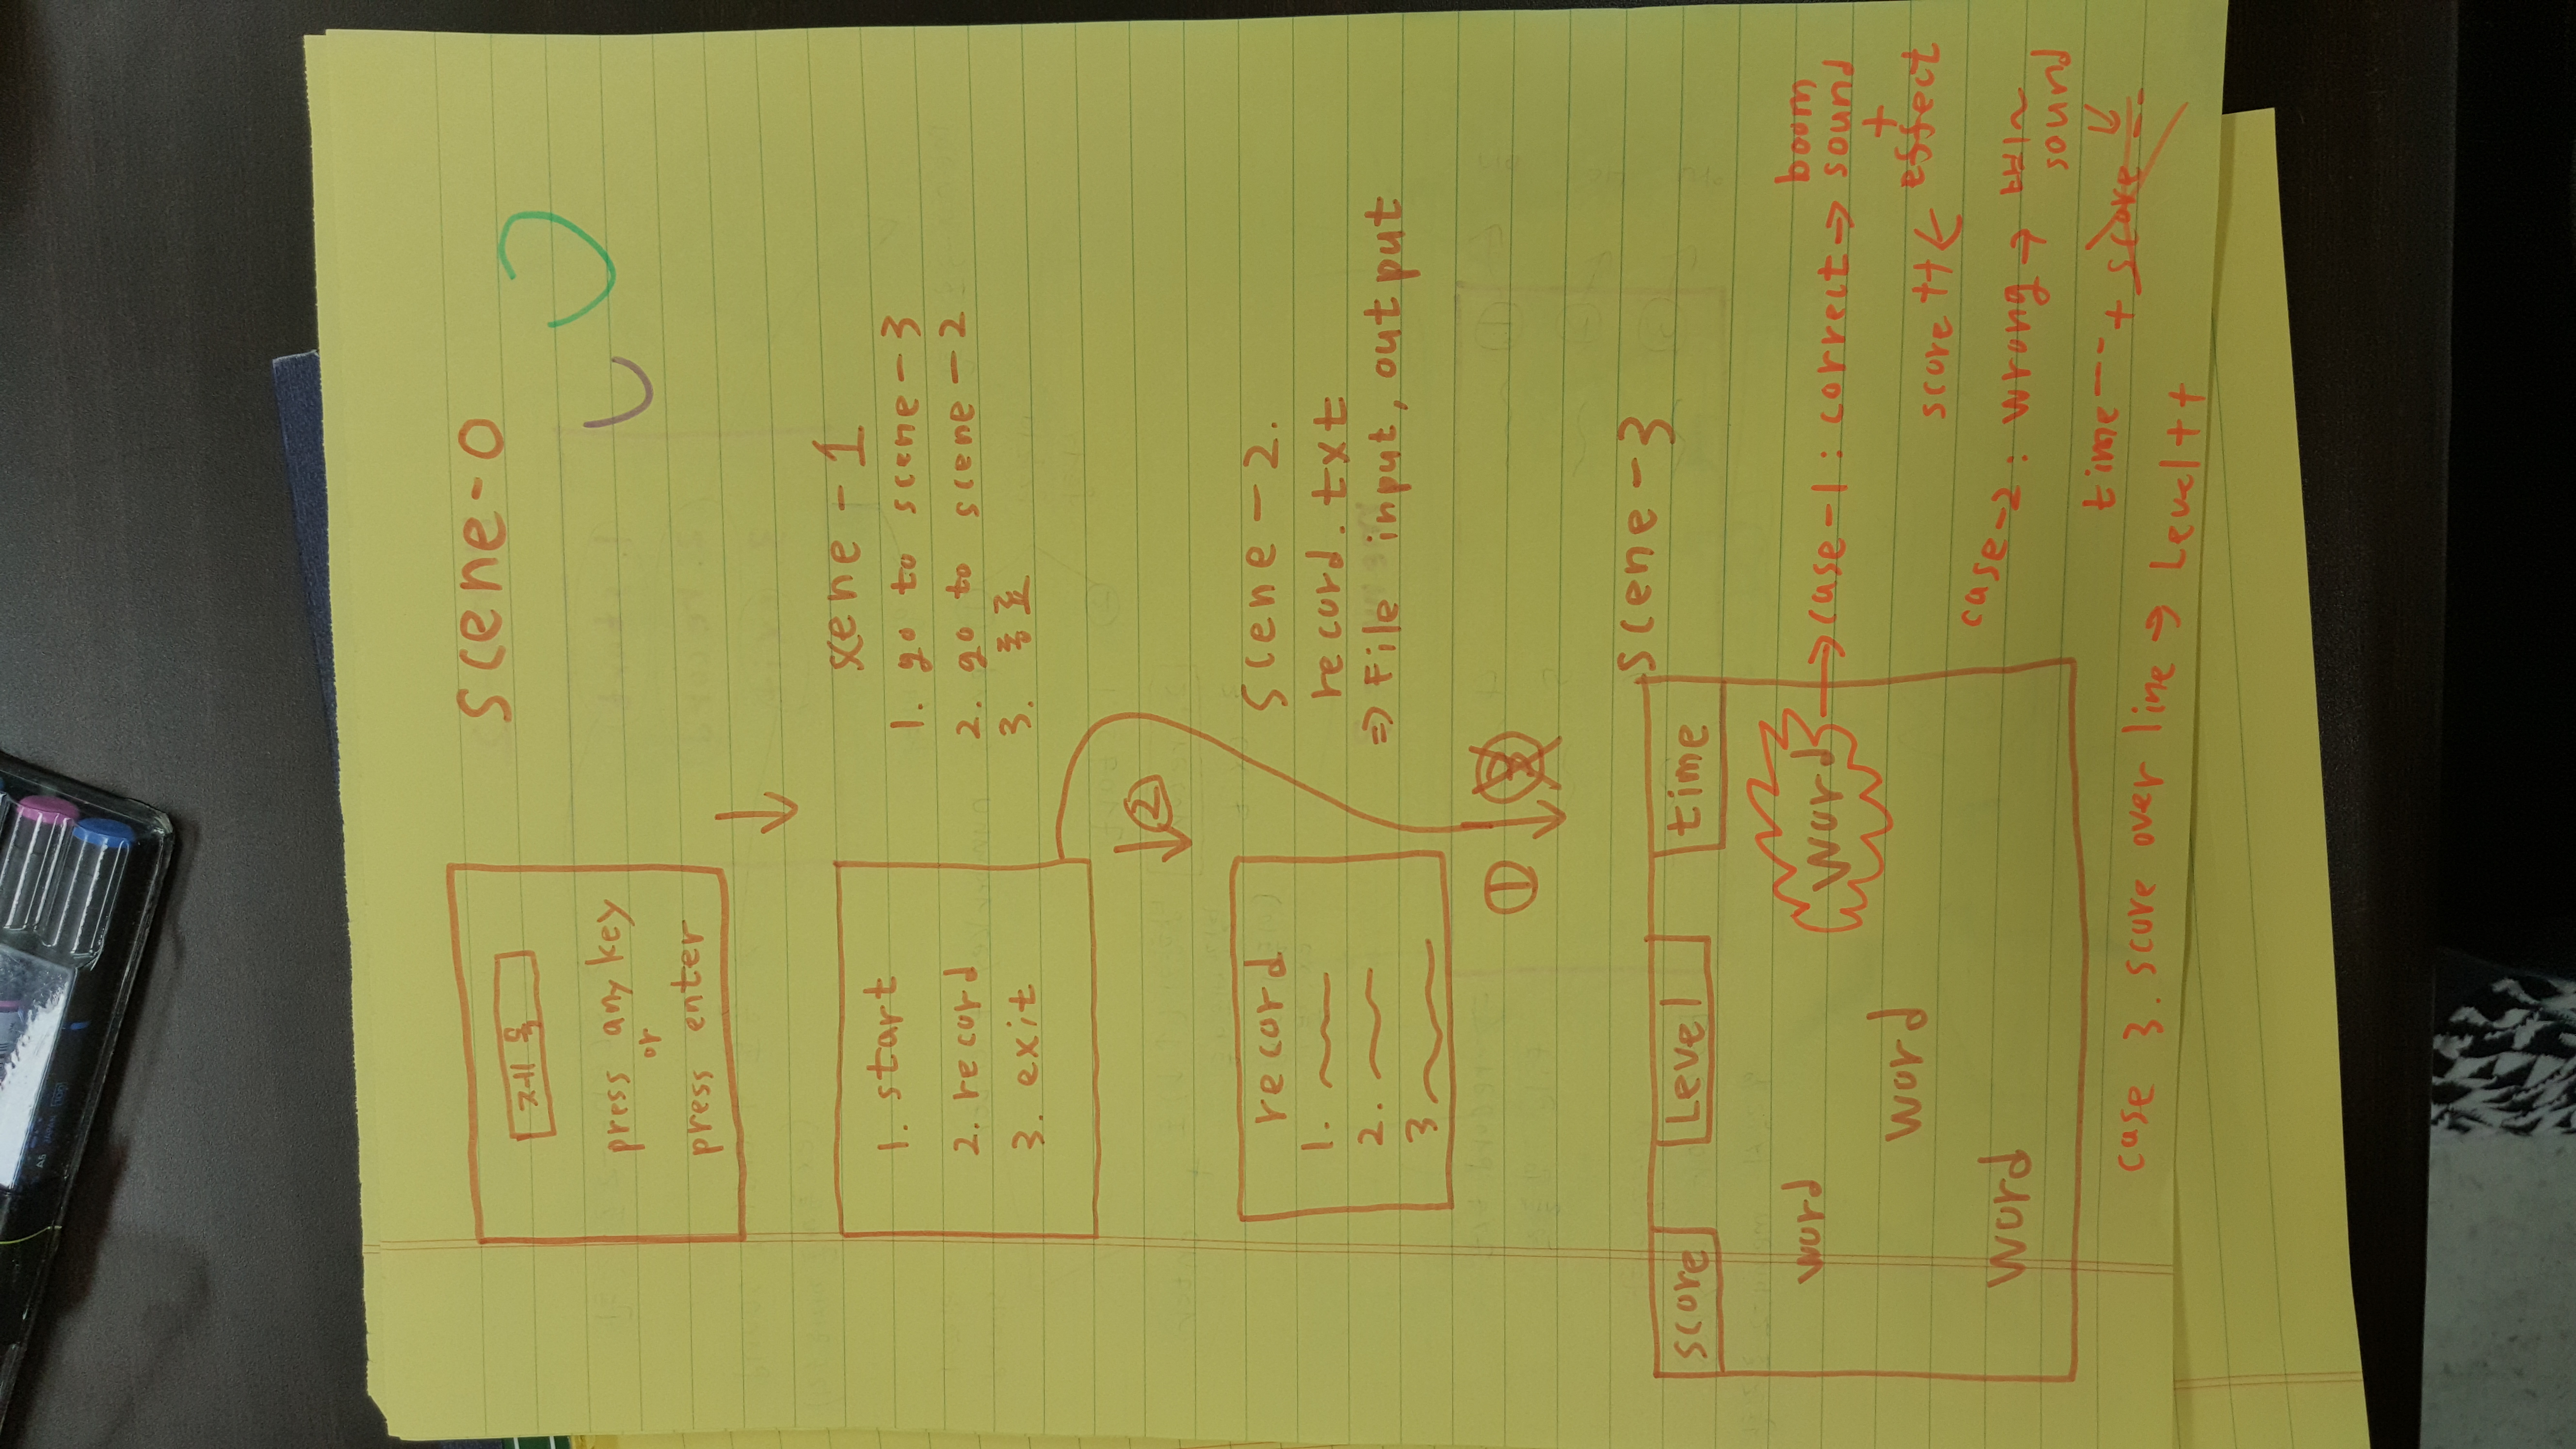 A5 JAPAN
scene-0
제목
press any key
or
press enter
scene-1
1. start
2. record
3. exit
1. go to scene-3
2. go to scene-2
3. 종료
②
record
1.
2.
3
scene-2.
record.txt
⇒ File input, output
①
scene-3
score
Level
time
word
word
word
word
→ case-1: correct → boom
sound
+
effect
score ++ ←
case-2: wrong → 삐~
sound
time -- + score --
case 3. score over line → Level++